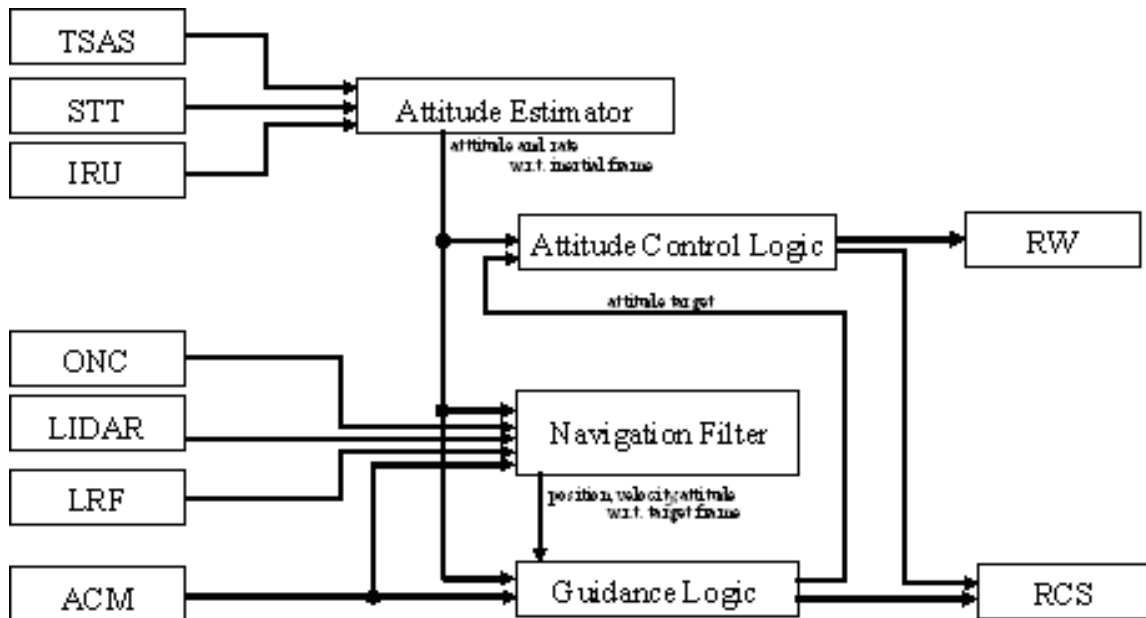 TSAS
STT
IRU
Attitude Estimator
attitude and rate
w.r.t. inertial frame
Attitude Control Logic
RW
attitude target
ONC
LIDAR
LRF
Navigation Filter
position, velocity, attitude
w.r.t. target frame
ACM
Guidance Logic
RCS